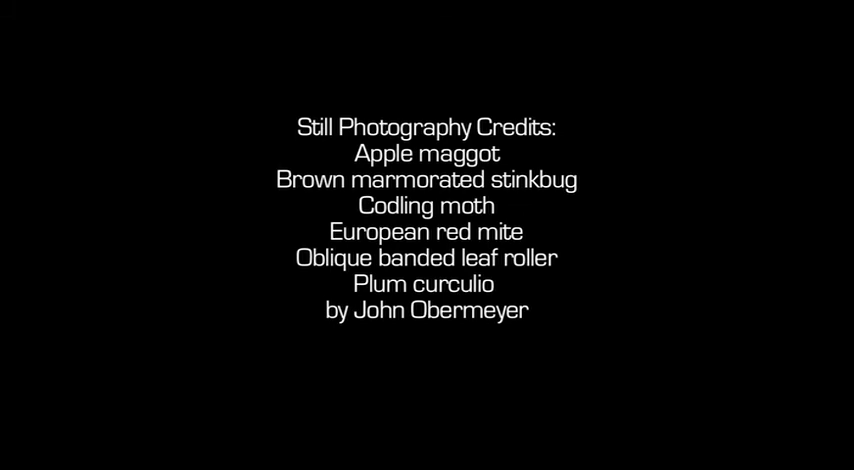 Still Photography Credits:
Apple maggot
Brown marmorated stinkbug
Codling moth
European red mite
Oblique banded leaf roller
Plum curculio
by John Obermeyer